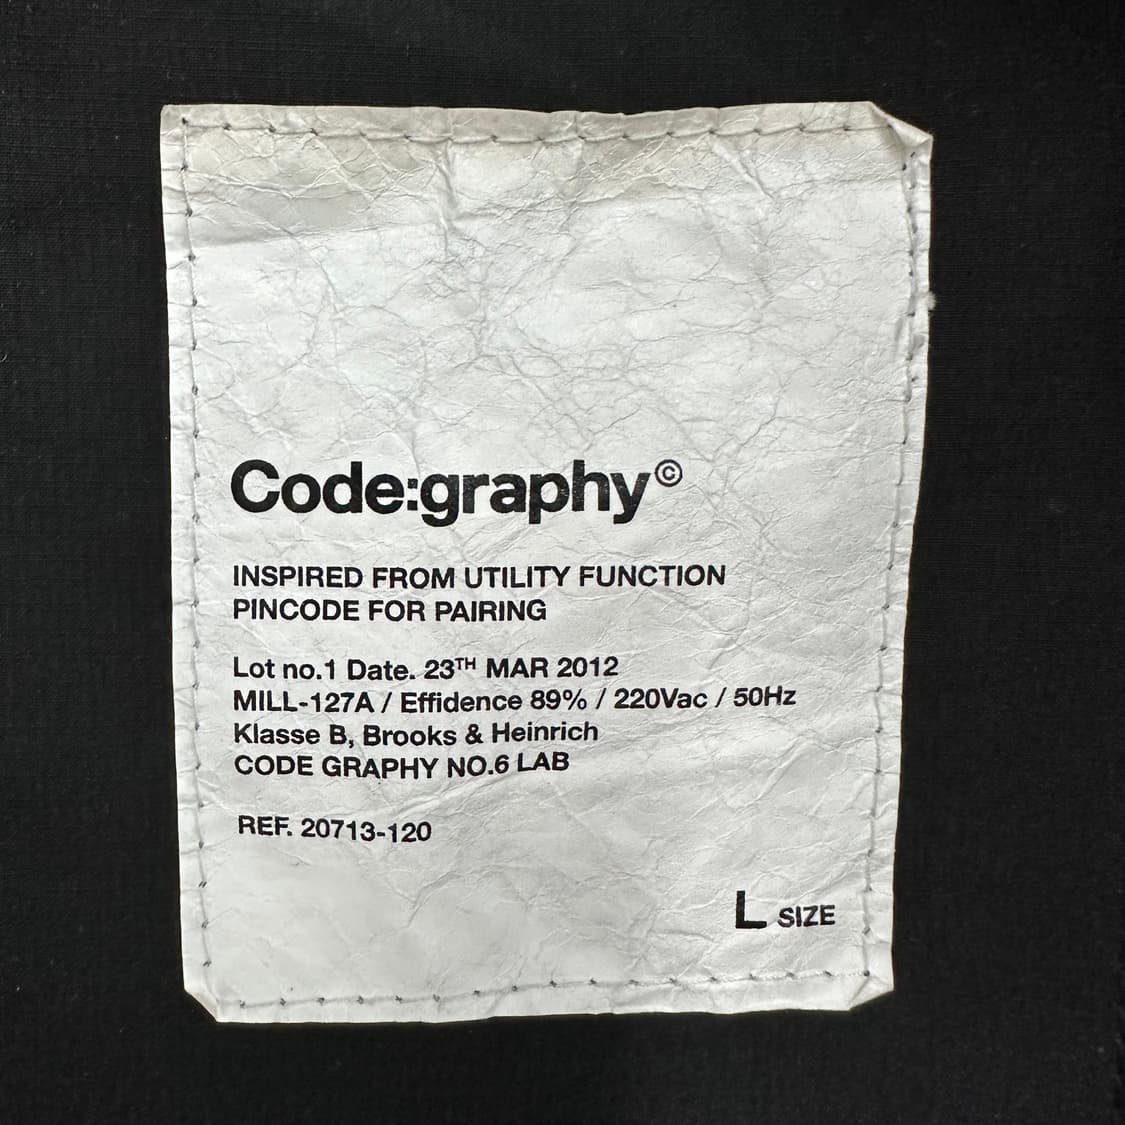 Code:graphy©
INSPIRED FROM UTILITY FUNCTION
PINCODE FOR PAIRING
Lot no.1 Date. 23TH MAR 2012
MILL-127A / Effidence 89% / 220Vac / 50Hz
Klasse B, Brooks & Heinrich
CODE GRAPHY NO.6 LAB
REF. 20713-120
L SIZE